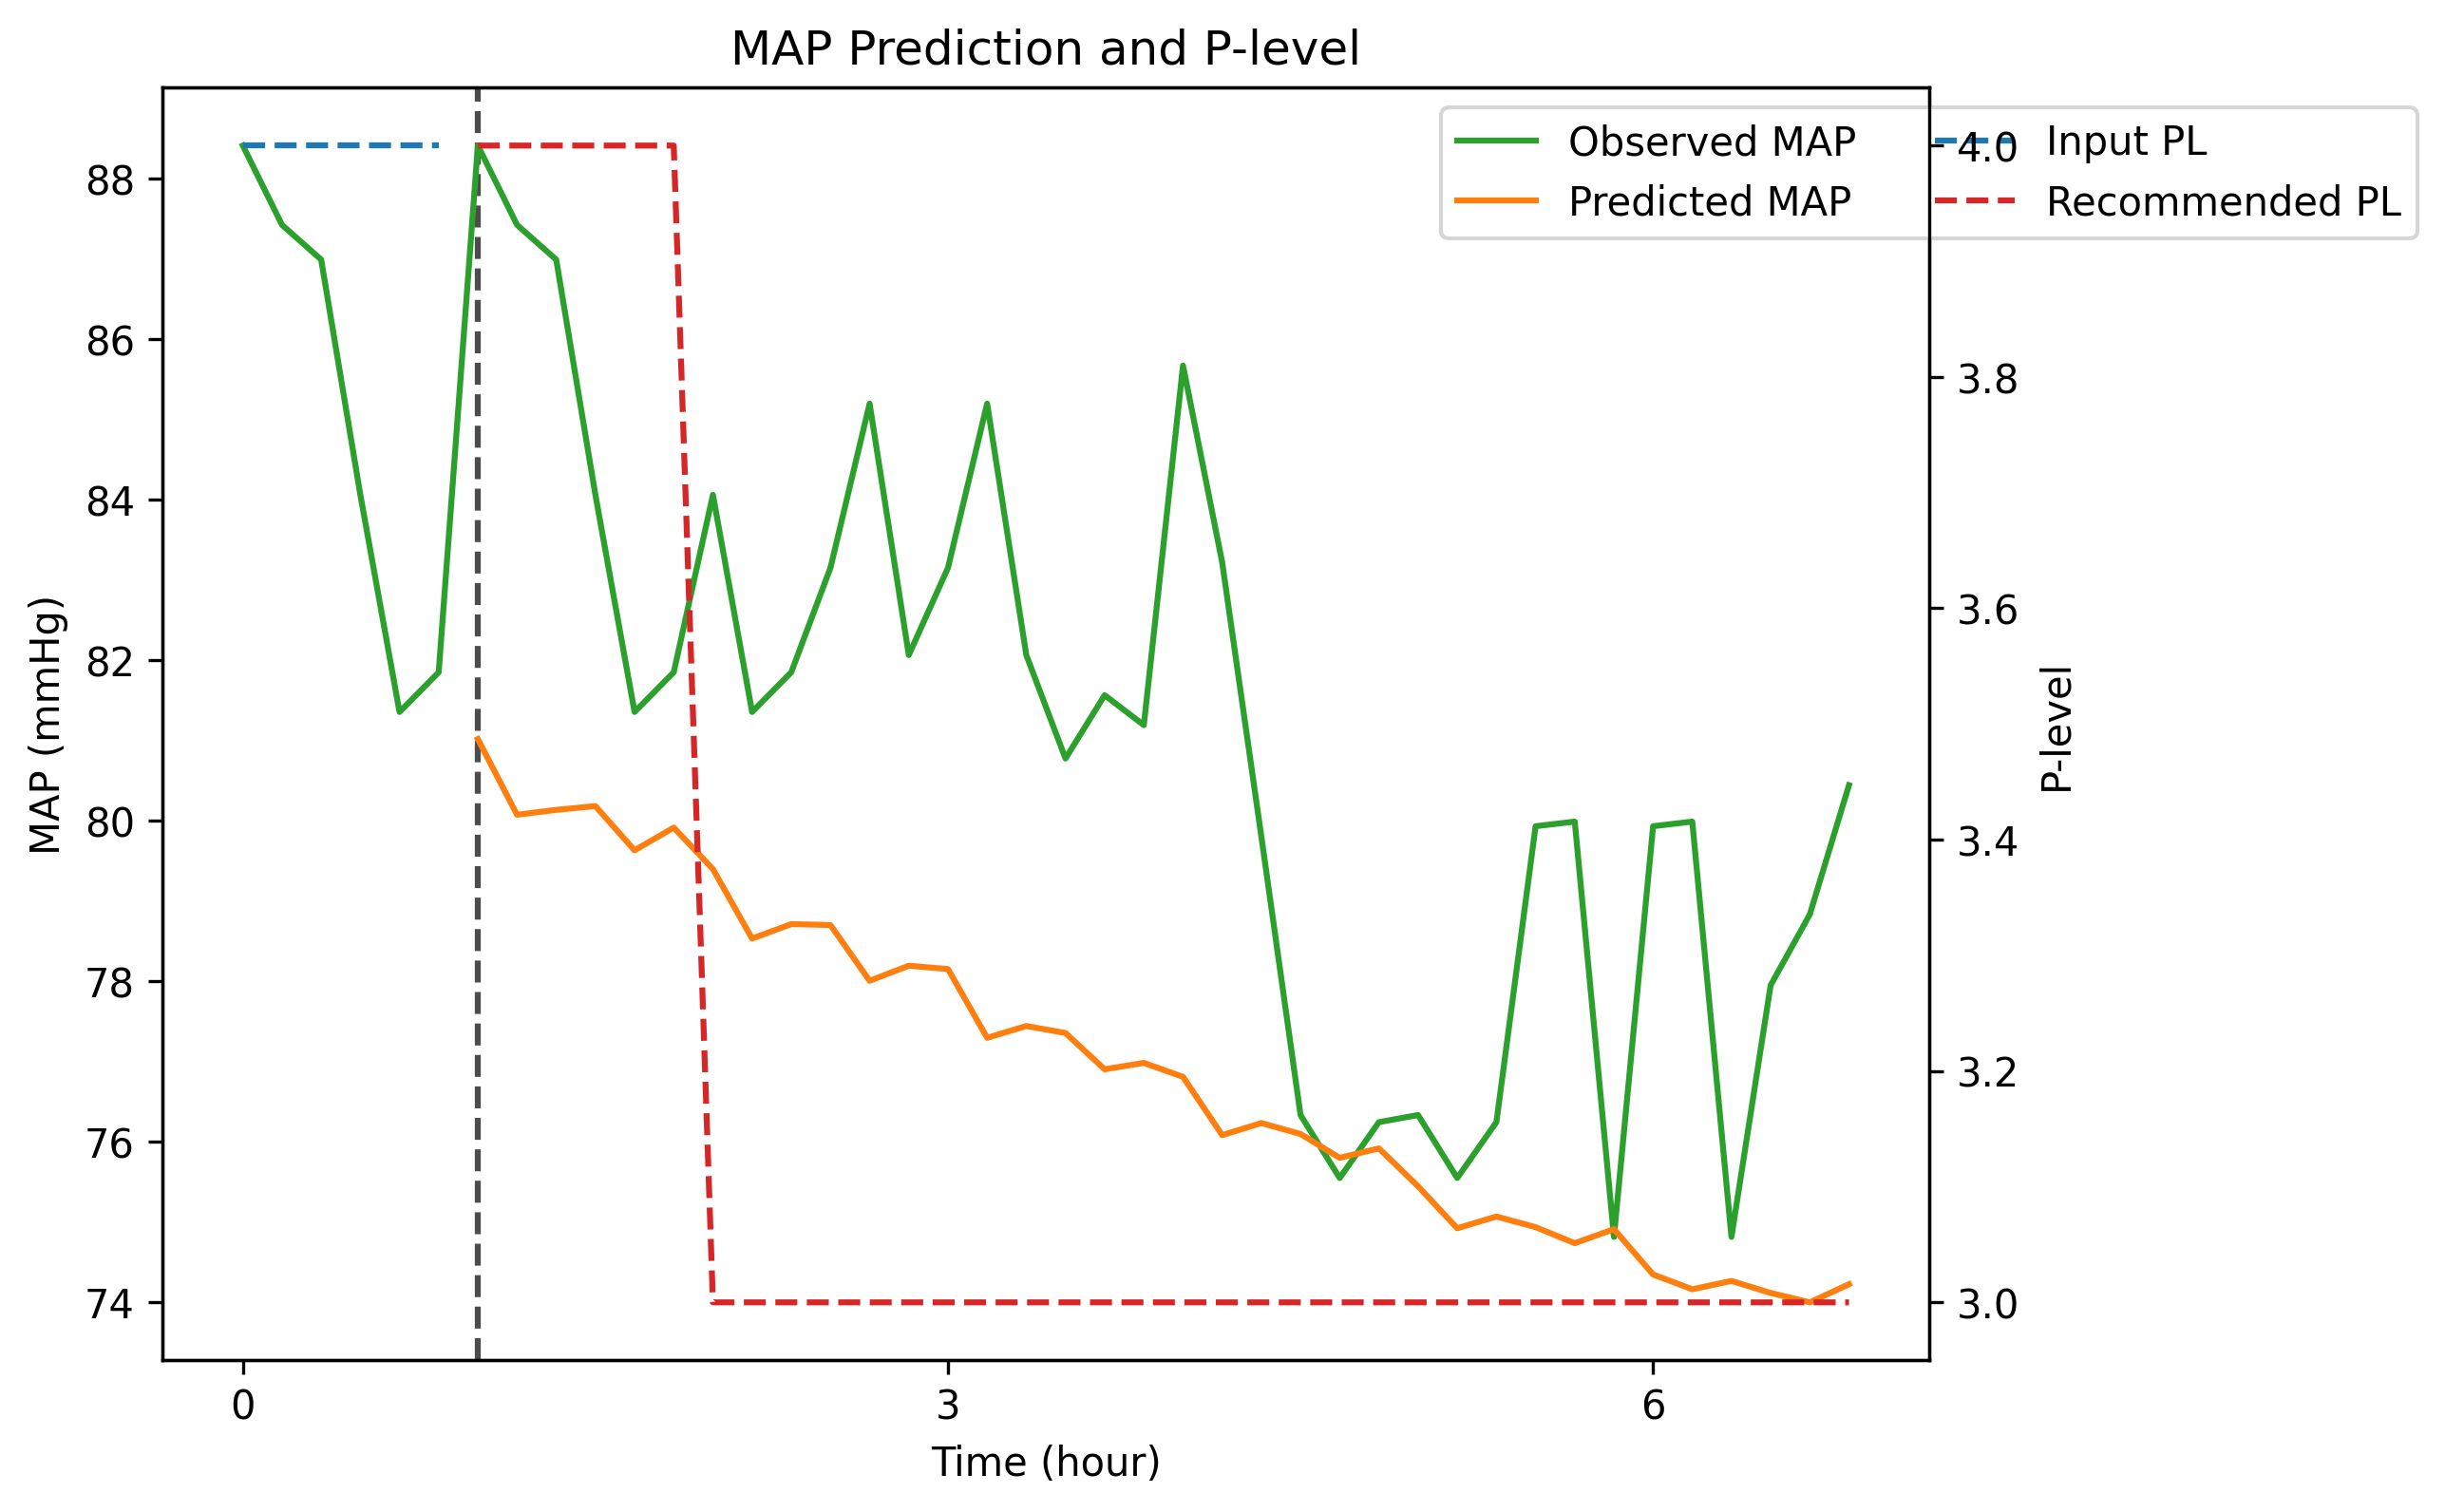 MAP Prediction and P-level
Observed MAP
Predicted MAP
Input PL
Recommended PL
88
86
84
82
80
78
76
74
MAP (mmHg)
4.0
3.8
3.6
3.4
3.2
3.0
P-level
0
3
6
Time (hour)